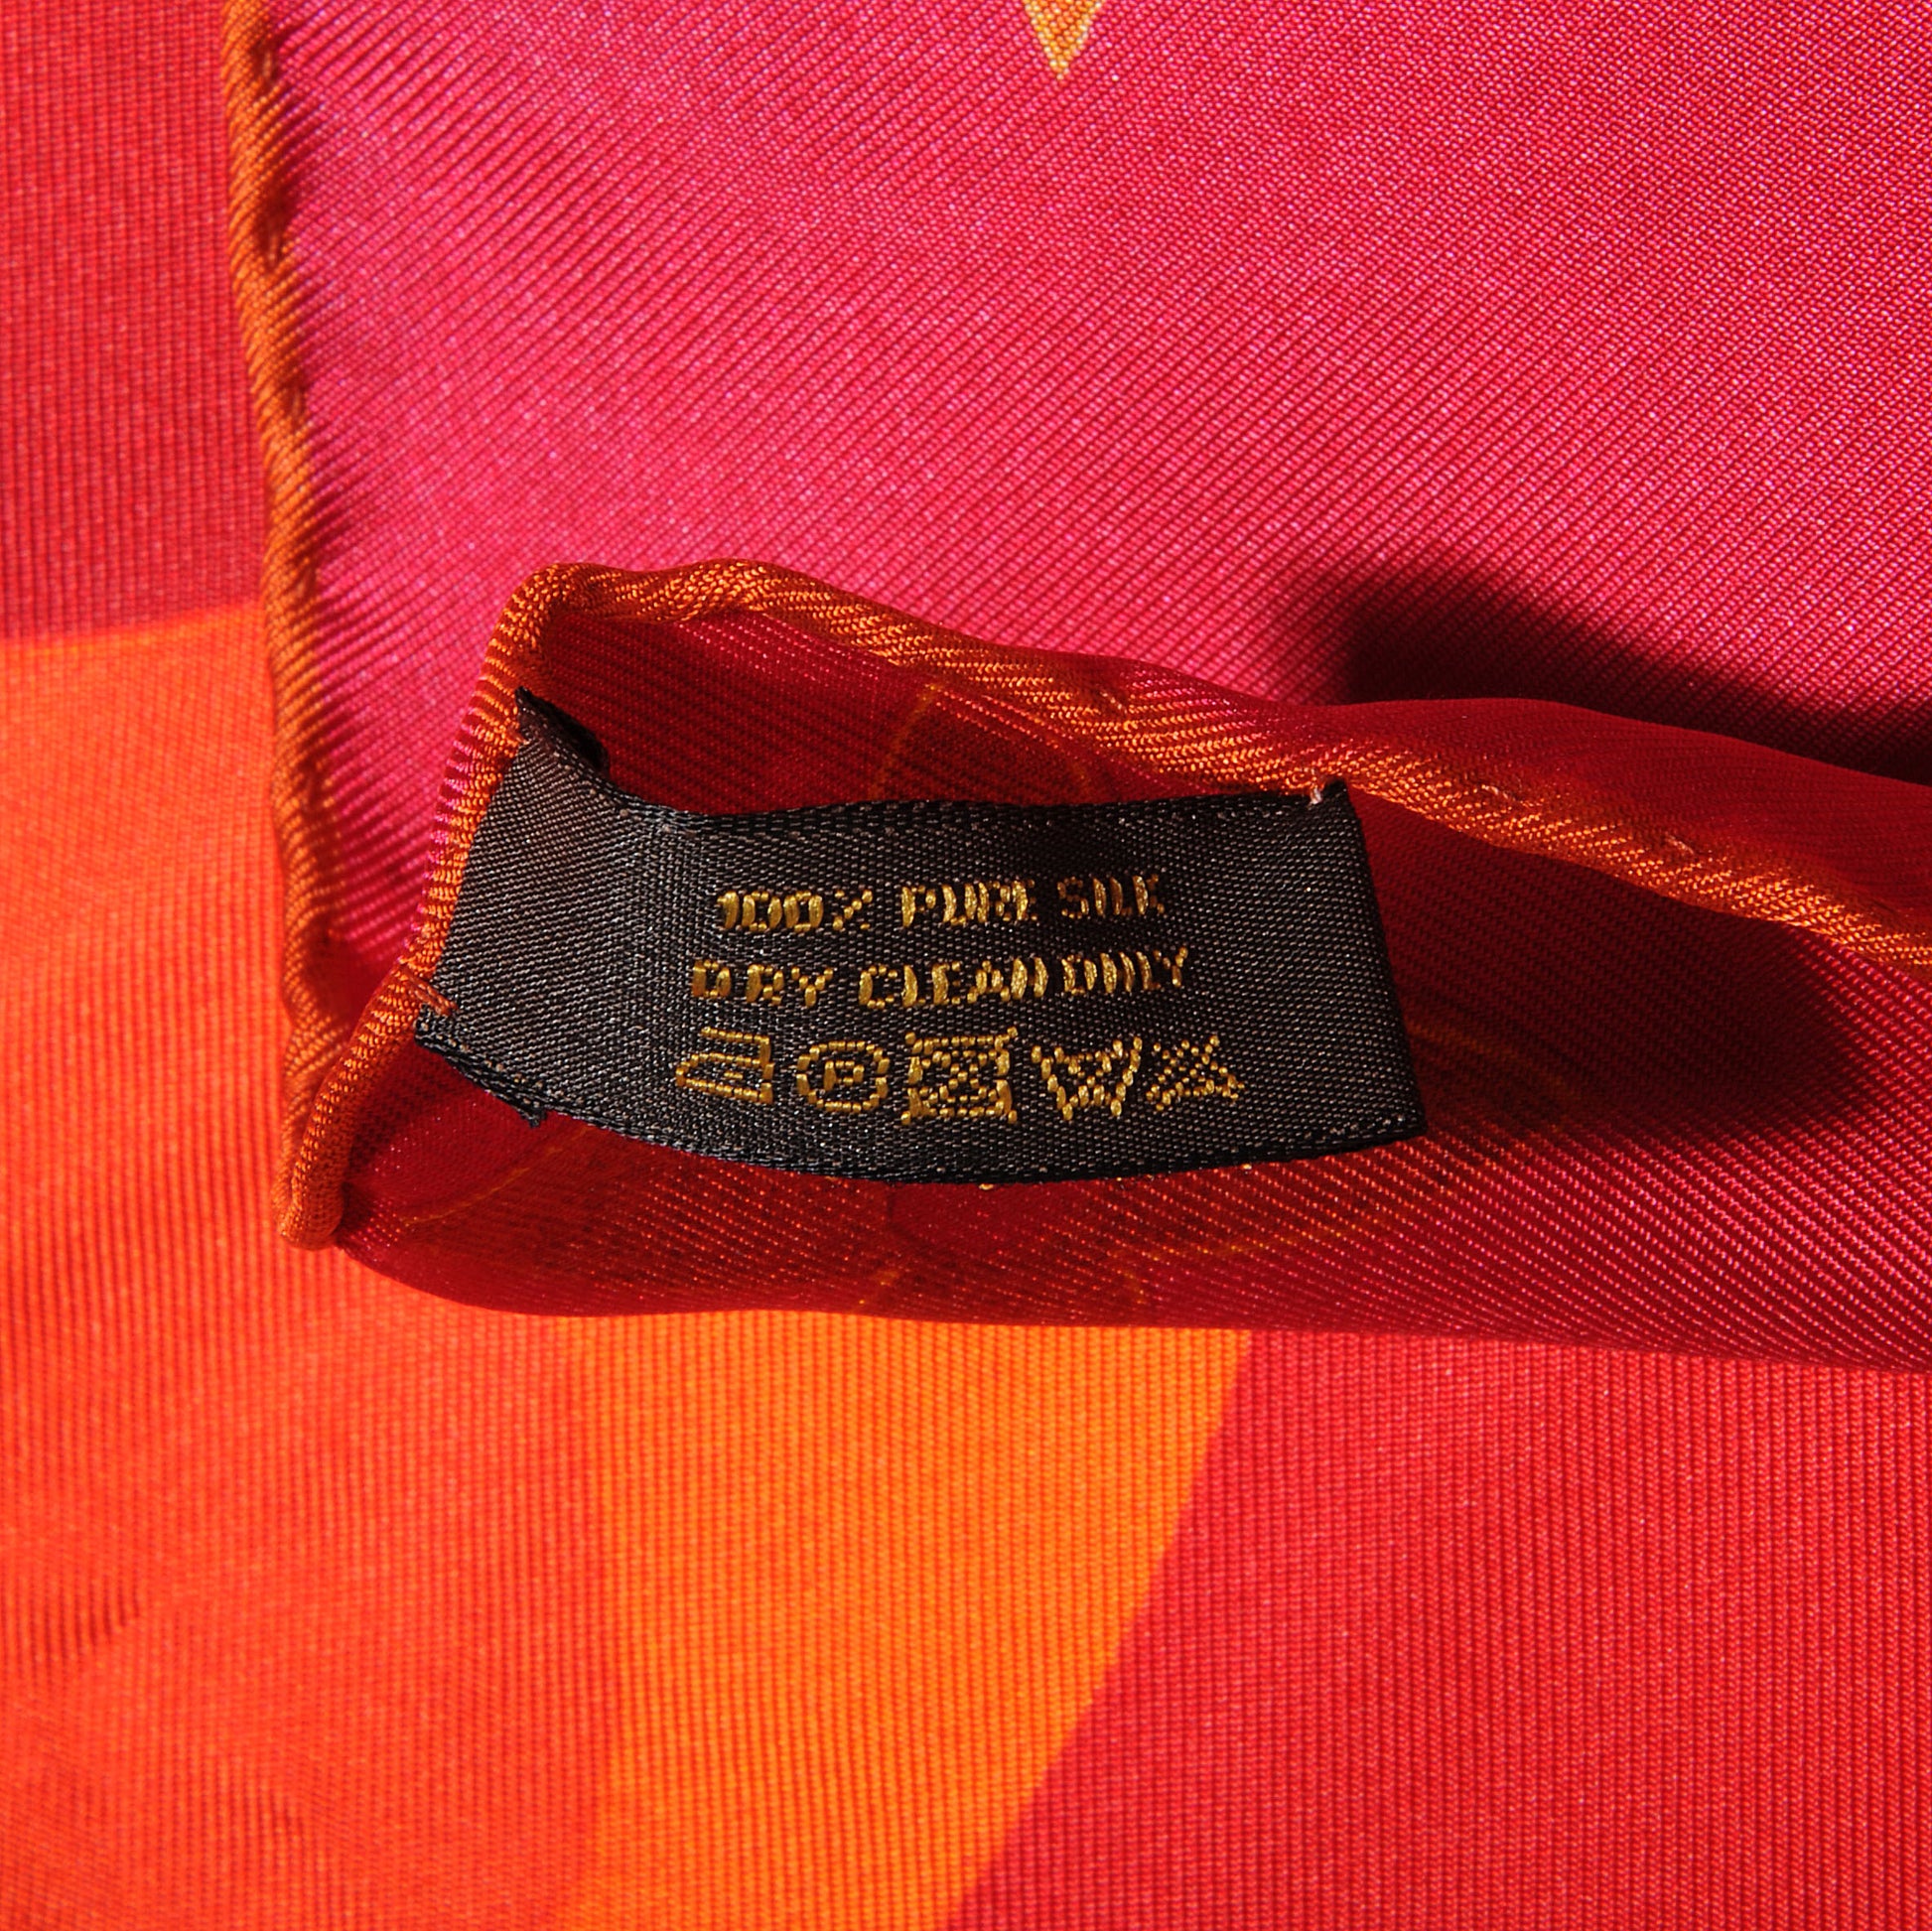 100% PURE SILK
DRY CLEAN ONLY
P